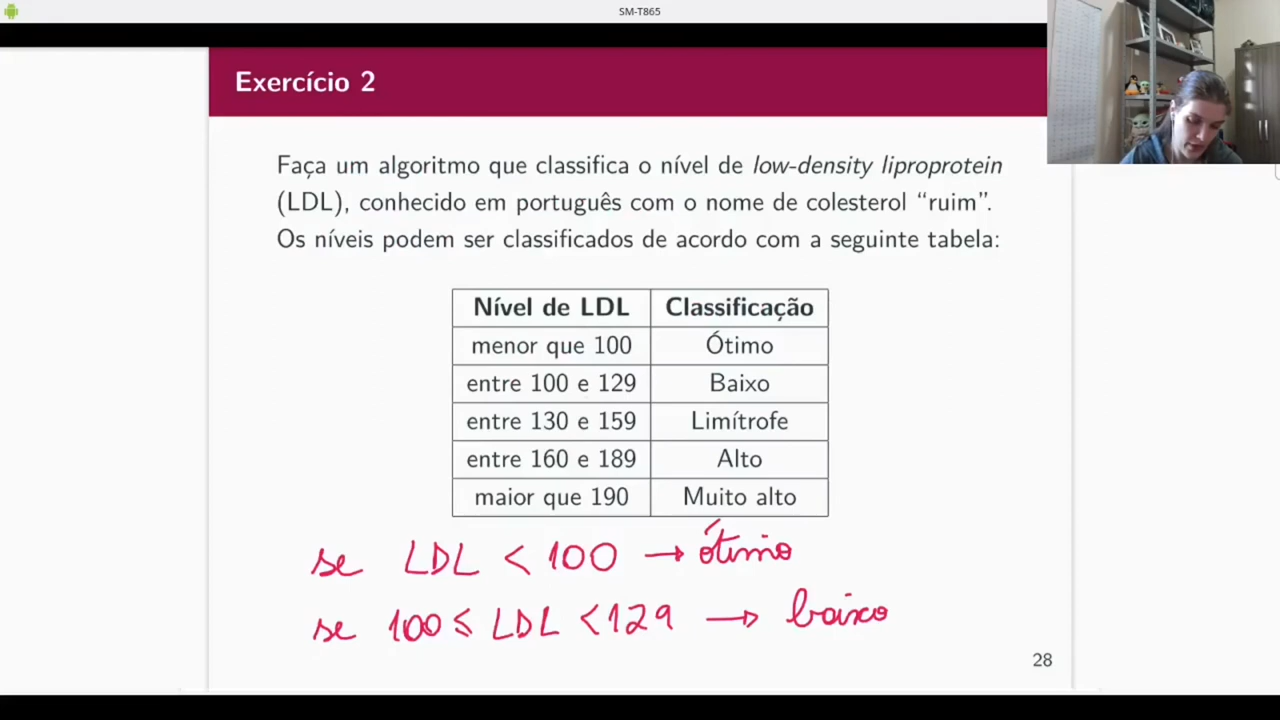 SM-T865
Exercício 2
Faça um algoritmo que classifica o nível de low-density liproprotein
(LDL), conhecido em português com o nome de colesterol “ruim”.
Os níveis podem ser classificados de acordo com a seguinte tabela:
Nível de LDL Classificação
menor que 100 Ótimo
entre 100 e 129 Baixo
entre 130 e 159 Limítrofe
entre 160 e 189 Alto
maior que 190 Muito alto
se LDL < 100 → ótimo
se 100 ≤ LDL < 129 → baixo
28